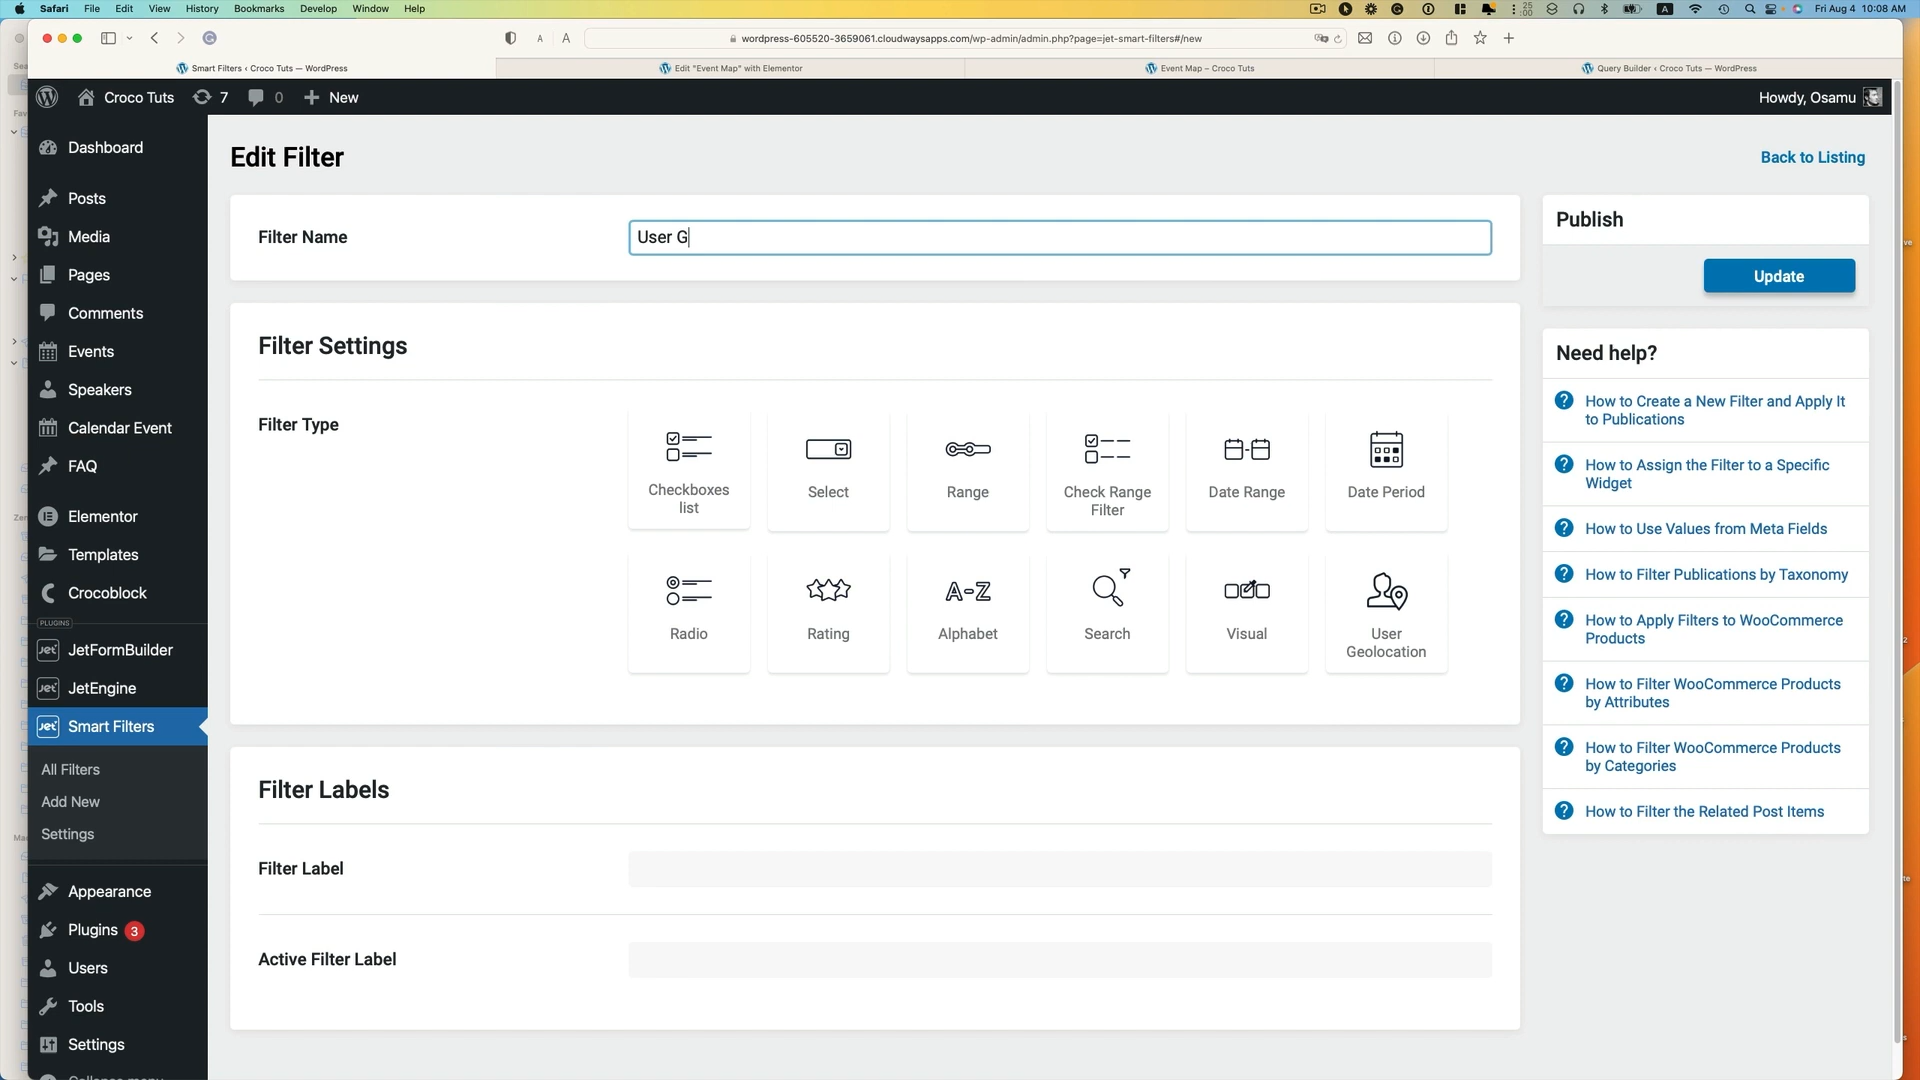 Safari File Edit View History Bookmarks Develop Window Help
25
:00
A
Fri Aug 4 10:08 AM
A A
wordpress-605520-3659061.cloudwaysapps.com/wp-admin/admin.php?page=jet-smart-filters#/new
Smart Filters ‹ Croco Tuts — WordPress
Edit "Event Map" with Elementor
Event Map – Croco Tuts
Query Builder ‹ Croco Tuts — WordPress
Croco Tuts 7 0 New
Howdy, Osamu
Dashboard
Posts
Media
Pages
Comments
Events
Speakers
Calendar Event
FAQ
Elementor
Templates
Crocoblock
PLUGINS
JetFormBuilder
JetEngine
Smart Filters
All Filters
Add New
Settings
Appearance
Plugins 3
Users
Tools
Settings
Collapse menu
Edit Filter
Back to Listing
Filter Name
User G
Filter Settings
Filter Type
Checkboxes
list
Select
Range
Check Range
Filter
Date Range
Date Period
Radio
Rating
A-Z
Alphabet
Search
Visual
User
Geolocation
Filter Labels
Filter Label
Active Filter Label
Publish
Update
Need help?
How to Create a New Filter and Apply It
to Publications
How to Assign the Filter to a Specific
Widget
How to Use Values from Meta Fields
How to Filter Publications by Taxonomy
How to Apply Filters to WooCommerce
Products
How to Filter WooCommerce Products
by Attributes
How to Filter WooCommerce Products
by Categories
How to Filter the Related Post Items